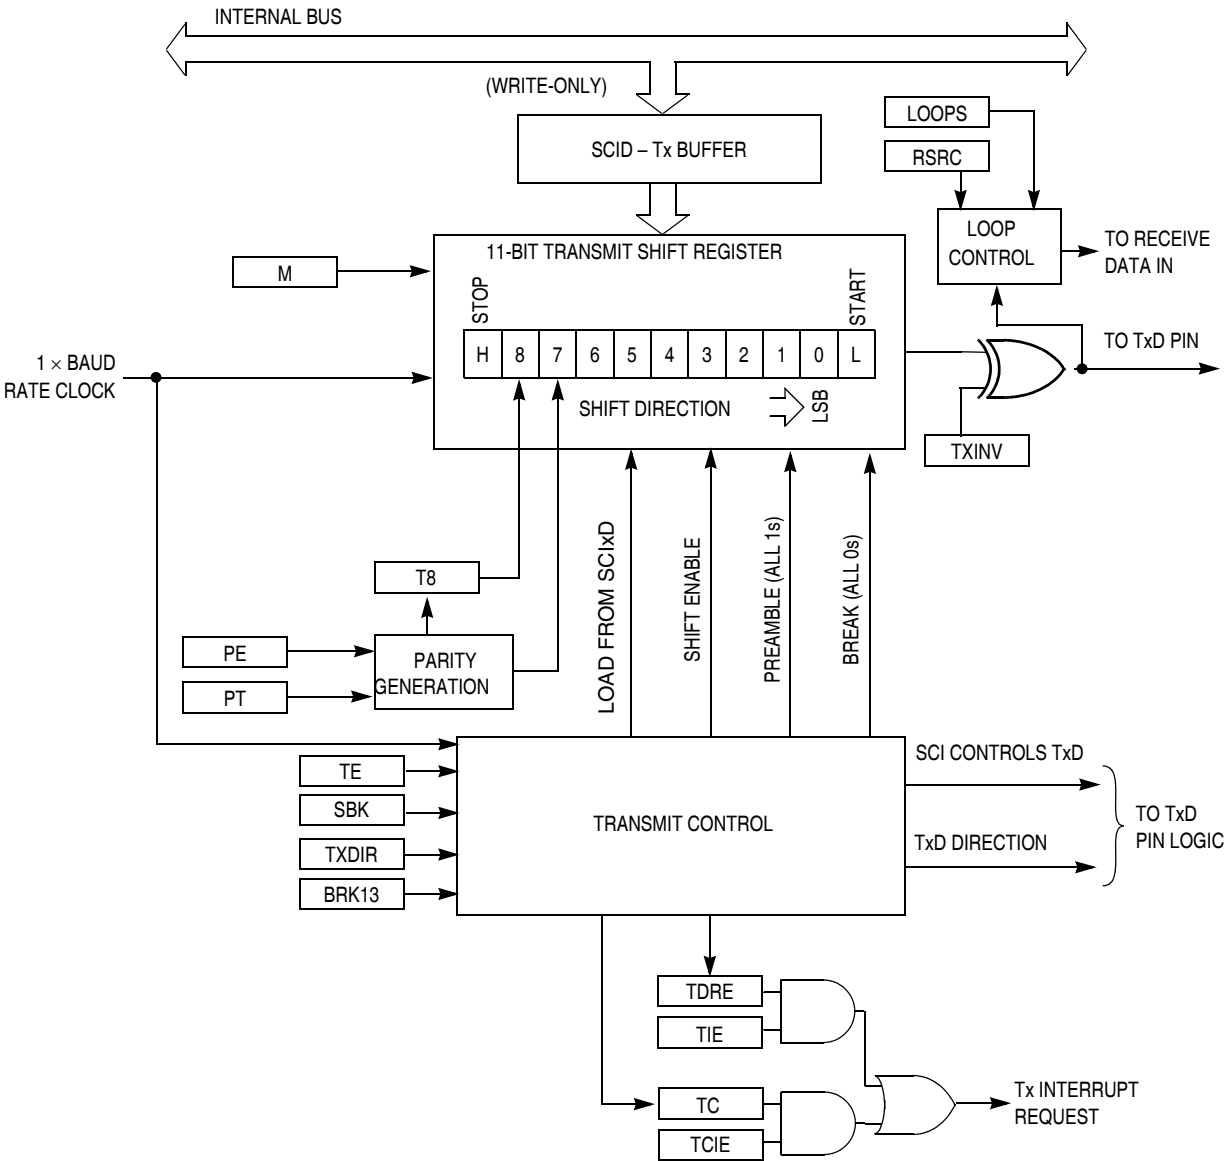 INTERNAL BUS
(WRITE-ONLY)
LOOPS
SCID – Tx BUFFER
RSRC
LOOP
CONTROL
TO RECEIVE
DATA IN
11-BIT TRANSMIT SHIFT REGISTER
M
STOP
START
H 8 7 6 5 4 3 2 1 0 L
TO TxD PIN
1 × BAUD
RATE CLOCK
SHIFT DIRECTION
LSB
TXINV
LOAD FROM SCIxD
SHIFT ENABLE
PREAMBLE (ALL 1s)
BREAK (ALL 0s)
T8
PE
PT
PARITY
GENERATION
TE
SBK
TXDIR
BRK13
TRANSMIT CONTROL
SCI CONTROLS TxD
TxD DIRECTION
TO TxD
PIN LOGIC
TDRE
TIE
TC
TCIE
Tx INTERRUPT
REQUEST